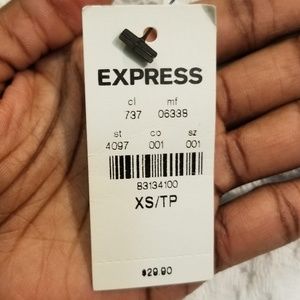 EXPRESS
cl mf
737 06338
st co sz
4097 001 001
83134100
XS/TP
$29.90